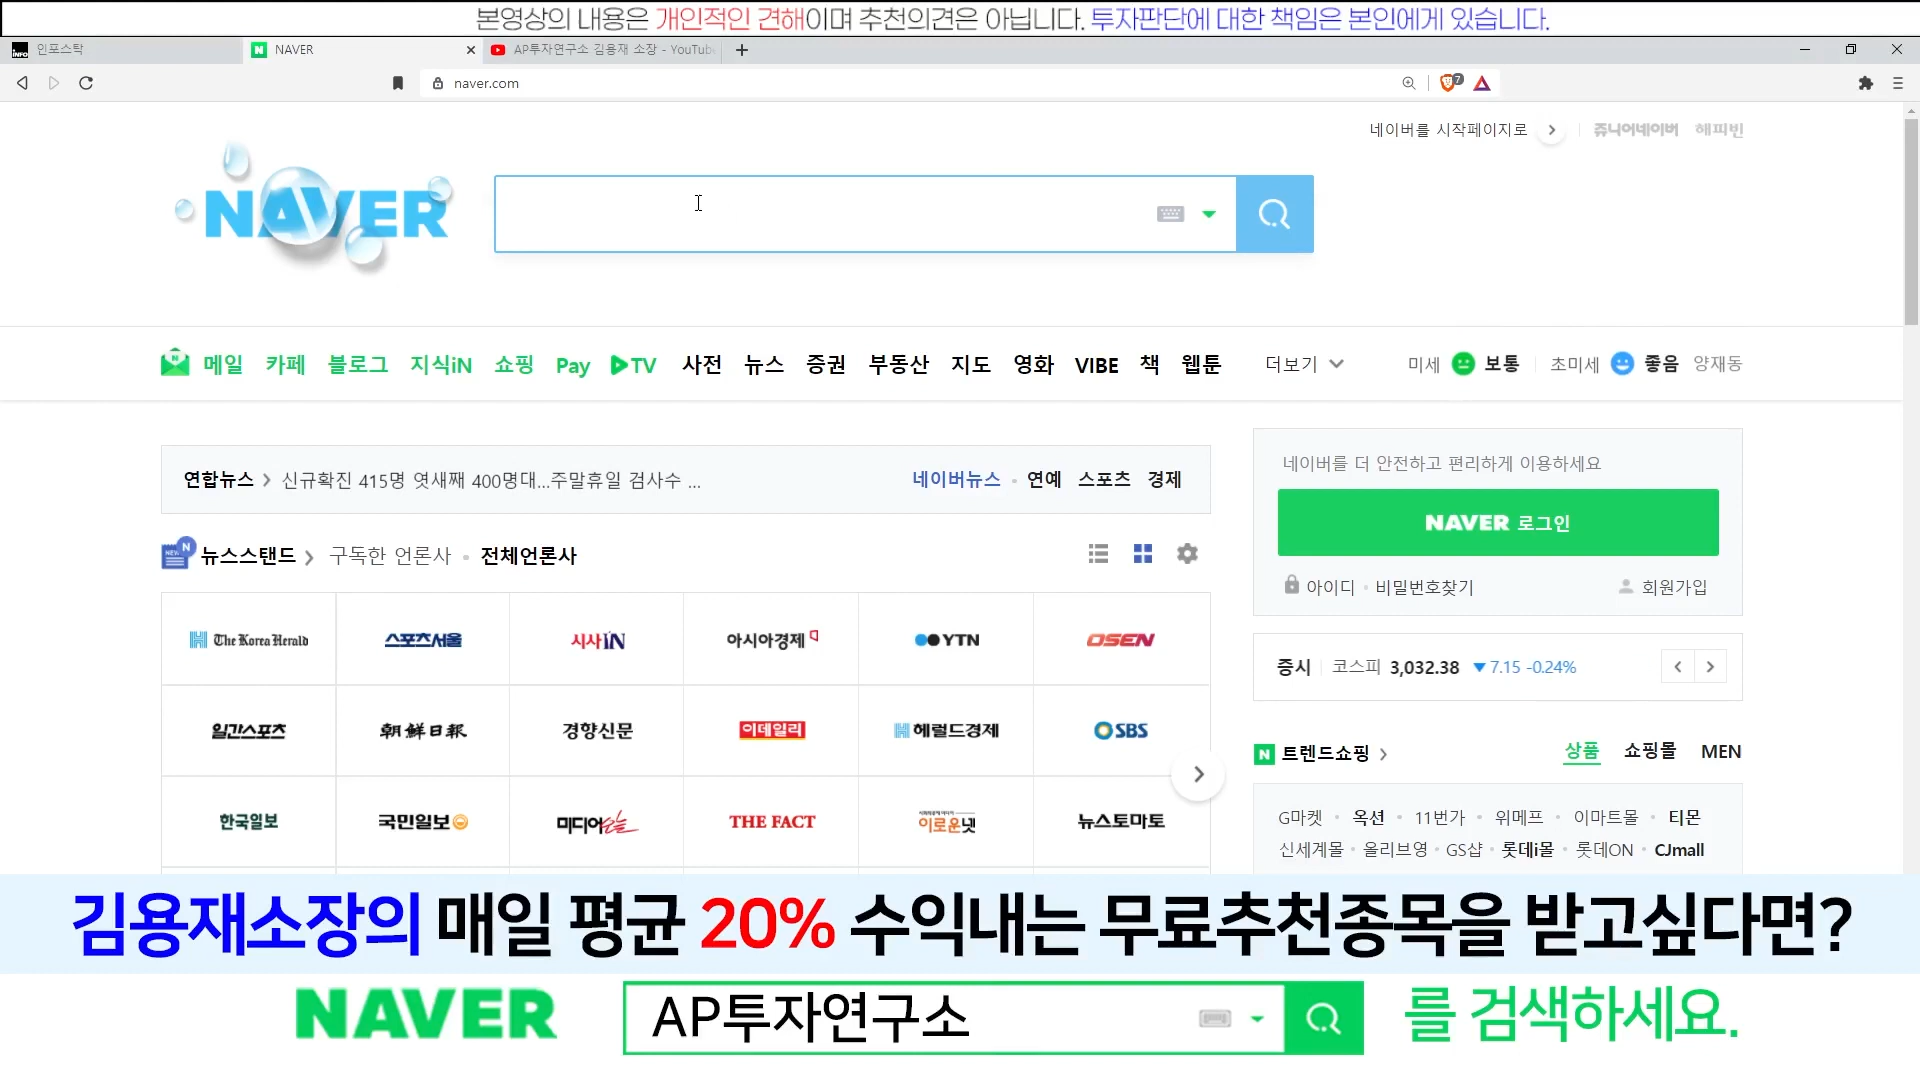 본영상의 내용은 개인적인 견해이며 추천의견은 아닙니다. 투자판단에 대한 책임은 본인에게 있습니다.
인포스탁 NAVER AP투자연구소 김용재 소장 - YouTube
naver.com 7
네이버를 시작페이지로 쥬니어네이버 해피빈
NAVER
메일 카페 블로그 지식iN 쇼핑 Pay TV 사전 뉴스 증권 부동산 지도 영화 VIBE 책 웹툰 더보기 미세 보통 초미세 좋음 양재동
연합뉴스 신규확진 415명 엿새째 400명대...주말휴일 검사수 ... 네이버뉴스 연예 스포츠 경제
네이버를 더 안전하고 편리하게 이용하세요
NAVER 로그인
뉴스스탠드 구독한 언론사 전체언론사
아이디 비밀번호찾기 회원가입
The Korea Herald 스포츠서울 시사IN 아시아경제 YTN OSEN
증시 코스피 3,032.38 ▼7.15 -0.24%
일간스포츠 朝鮮日報 경향신문 이데일리 헤럴드경제 SBS
트렌드쇼핑 상품 쇼핑몰 MEN
한국일보 국민일보 미디어오늘 THE FACT 이로운넷 뉴스토마토
G마켓 옥션 11번가 위메프 이마트몰 티몬
신세계몰 올리브영 GS샵 롯데i몰 롯데ON CJmall
김용재소장의 매일 평균 20% 수익내는 무료추천종목을 받고싶다면?
NAVER AP투자연구소 를 검색하세요.